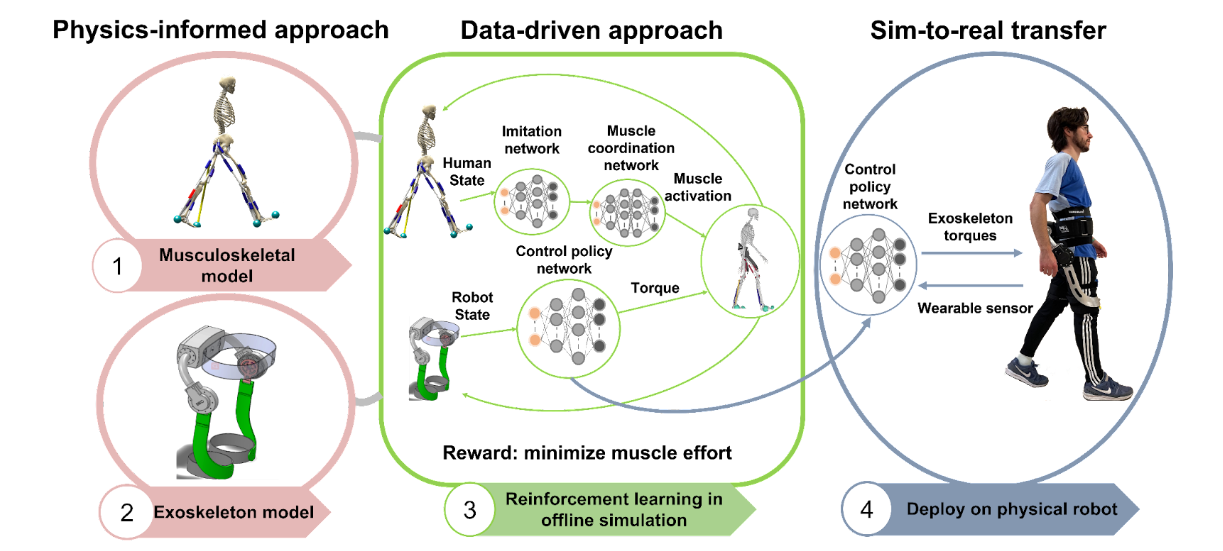 Physics-informed approach
Data-driven approach
Sim-to-real transfer
1
Musculoskeletal
model
2
Exoskeleton model
Human
State
Imitation
network
Muscle
coordination
network
Muscle
activation
Control policy
network
Robot
State
Torque
Reward: minimize muscle effort
3
Reinforcement learning in
offline simulation
Control
policy
network
Exoskeleton
torques
Wearable sensor
4
Deploy on physical robot